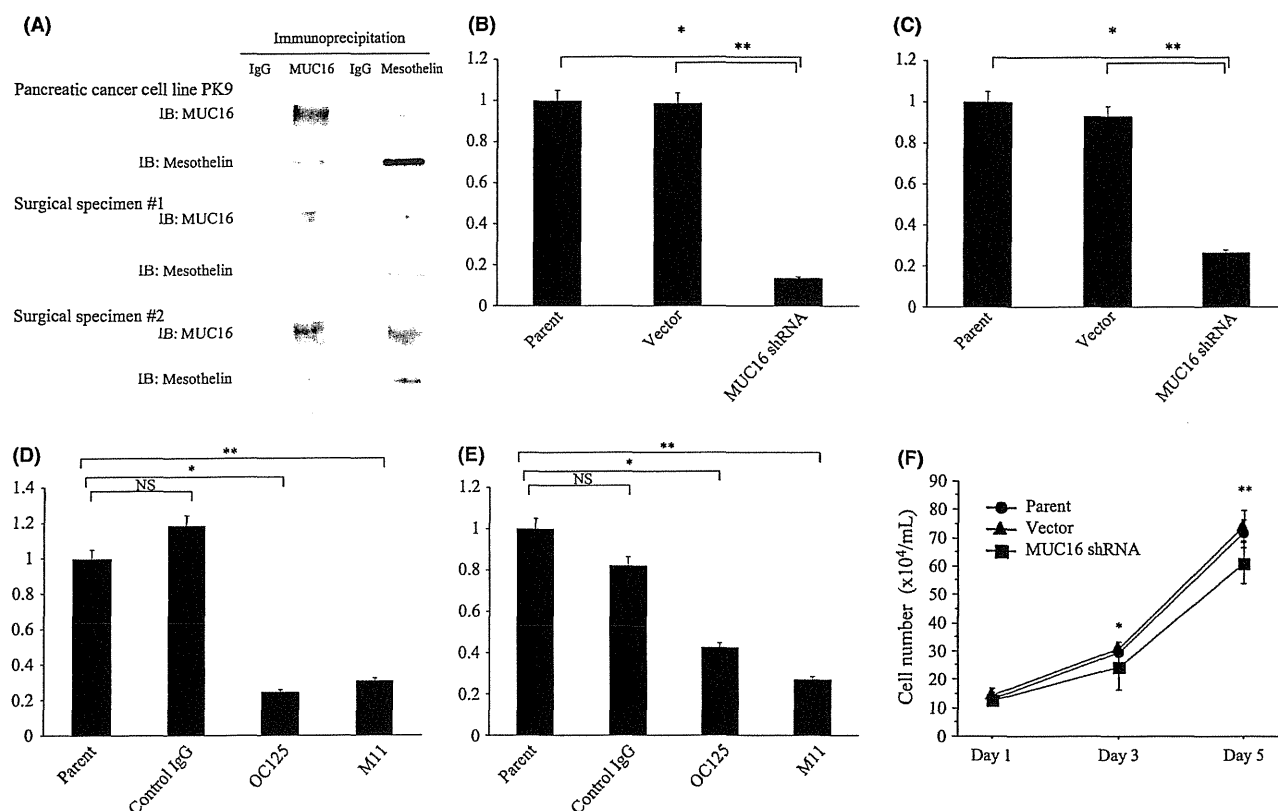 (A)
Immunoprecipitation
IgG MUC16 IgG Mesothelin
Pancreatic cancer cell line PK9
IB: MUC16
IB: Mesothelin
Surgical specimen #1
IB: MUC16
IB: Mesothelin
Surgical specimen #2
IB: MUC16
IB: Mesothelin
(B)
*
**
1.2
1
0.8
0.6
0.4
0.2
0
Parent
Vector
MUC16 shRNA
(C)
*
**
1.2
1
0.8
0.6
0.4
0.2
0
Parent
Vector
MUC16 shRNA
(D)
**
*
NS
1.4
1.2
1
0.8
0.6
0.4
0.2
0
Parent
Control IgG
OC125
M11
(E)
**
*
NS
1.2
1
0.8
0.6
0.4
0.2
0
Parent
Control IgG
OC125
M11
(F)
Cell number (x10⁴/mL)
90
80
70
60
50
40
30
20
10
0
Parent
Vector
MUC16 shRNA
*
**
Day 1
Day 3
Day 5